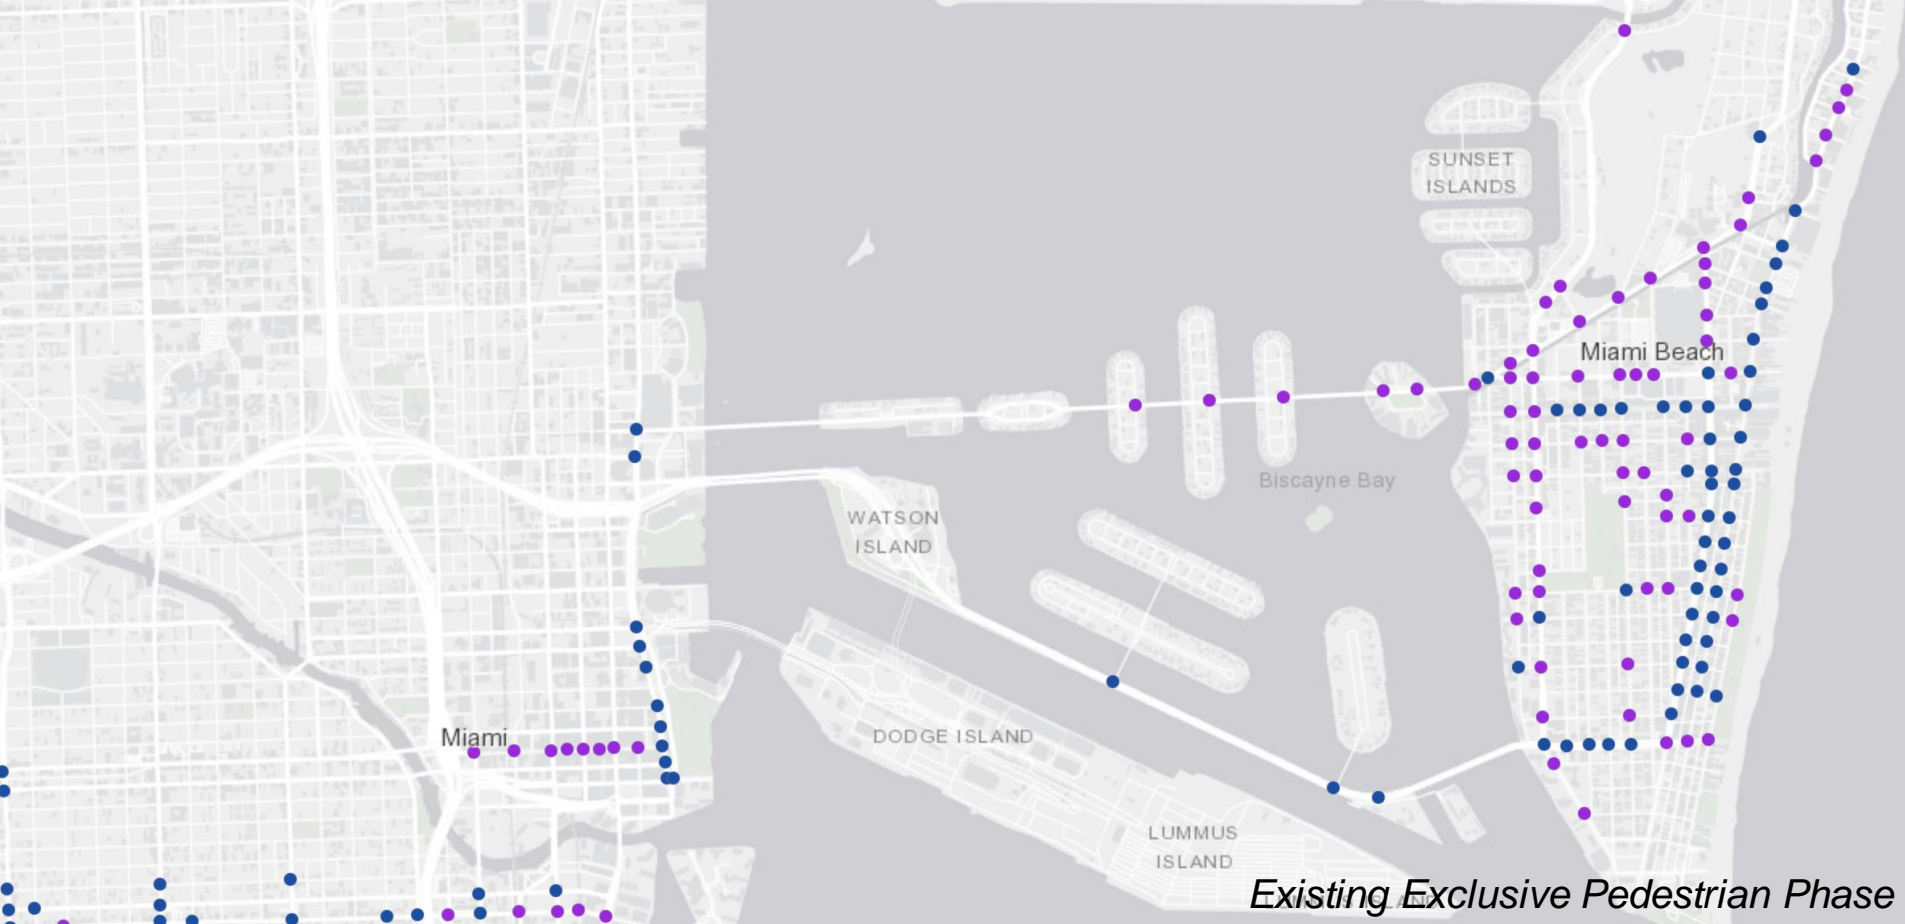 SUNSET
ISLANDS
Miami Beach
Biscayne Bay
WATSON
ISLAND
Miami
DODGE ISLAND
LUMMUS
ISLAND
Existing Exclusive Pedestrian Phase